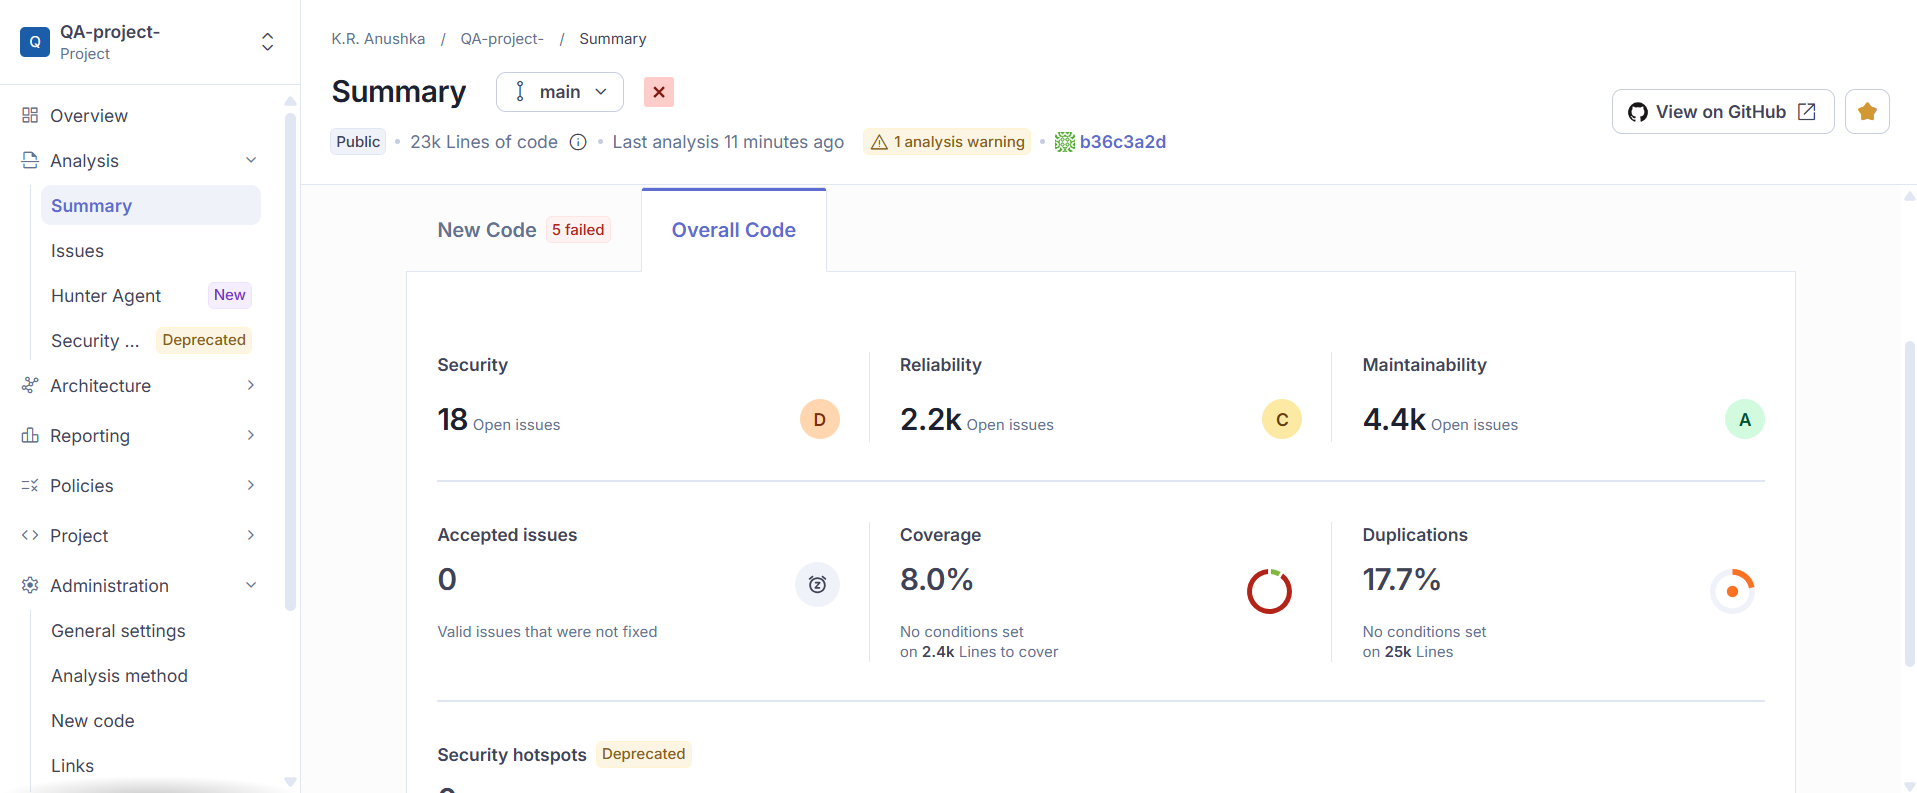 Q
QA-project-
Project
Overview
Analysis
Summary
Issues
Hunter Agent New
Security ... Deprecated
Architecture
Reporting
Policies
Project
Administration
General settings
Analysis method
New code
Links
K.R. Anushka / QA-project- / Summary
Summary main
View on GitHub
Public • 23k Lines of code • Last analysis 11 minutes ago 1 analysis warning • b36c3a2d
New Code 5 failed Overall Code
Security
18 Open issues D
Reliability
2.2k Open issues C
Maintainability
4.4k Open issues A
Accepted issues
0
Valid issues that were not fixed
Coverage
8.0%
No conditions set
on 2.4k Lines to cover
Duplications
17.7%
No conditions set
on 25k Lines
Security hotspots Deprecated